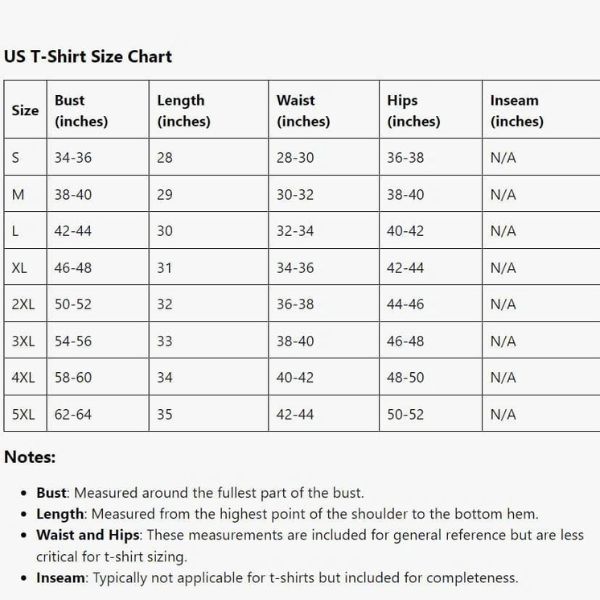 US T-Shirt Size Chart
Size Bust (inches) Length (inches) Waist (inches) Hips (inches) Inseam (inches)
S 34-36 28 28-30 36-38 N/A
M 38-40 29 30-32 38-40 N/A
L 42-44 30 32-34 40-42 N/A
XL 46-48 31 34-36 42-44 N/A
2XL 50-52 32 36-38 44-46 N/A
3XL 54-56 33 38-40 46-48 N/A
4XL 58-60 34 40-42 48-50 N/A
5XL 62-64 35 42-44 50-52 N/A
Notes:
• Bust: Measured around the fullest part of the bust.
• Length: Measured from the highest point of the shoulder to the bottom hem.
• Waist and Hips: These measurements are included for general reference but are less
critical for t-shirt sizing.
• Inseam: Typically not applicable for t-shirts but included for completeness.